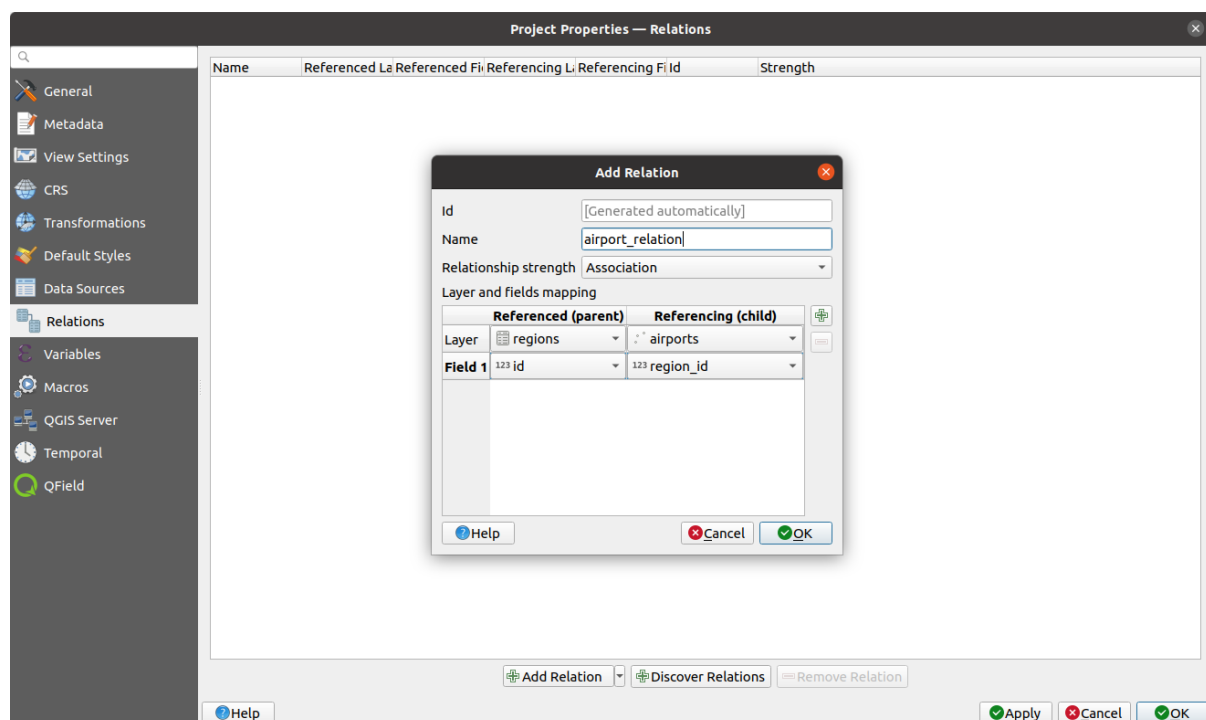 Project Properties — Relations
Name Referenced La Referenced Fi Referencing L Referencing Fi Id Strength
General
Metadata
View Settings
CRS
Transformations
Default Styles
Data Sources
Relations
Variables
Macros
QGIS Server
Temporal
QField
Add Relation
Id [Generated automatically]
Name airport_relation
Relationship strength Association
Layer and fields mapping
Referenced (parent) Referencing (child)
Layer regions airports
Field 1 123 id 123 region_id
Help Cancel OK
Add Relation Discover Relations Remove Relation
Help Apply Cancel OK